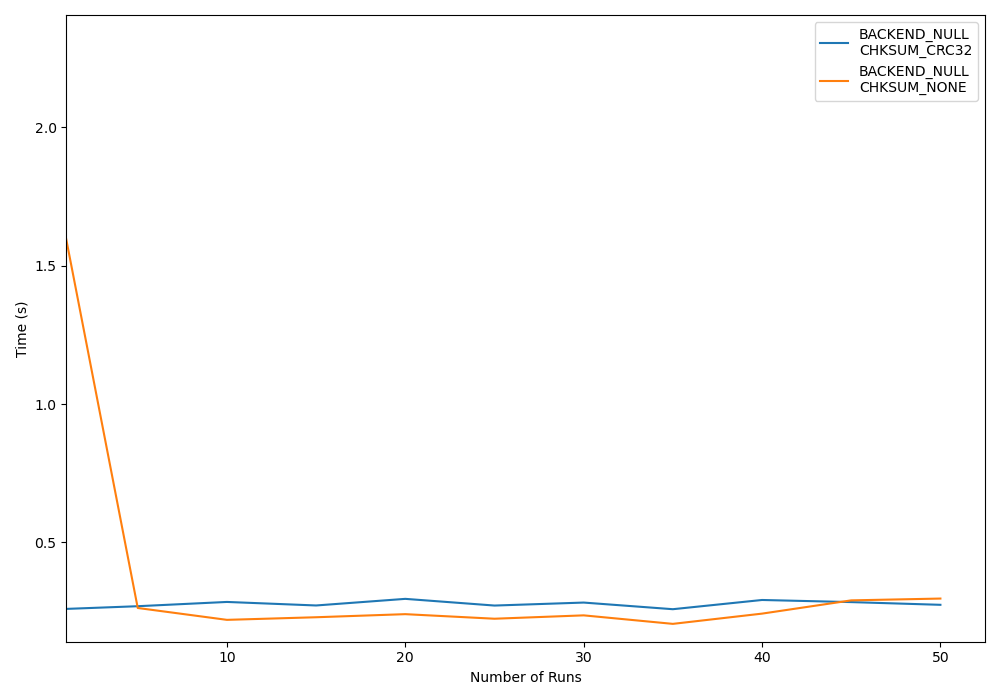 BACKEND_NULL
CHKSUM_CRC32
BACKEND_NULL
CHKSUM_NONE
2.0
1.5
1.0
0.5
Time (s)
10
20
30
40
50
Number of Runs